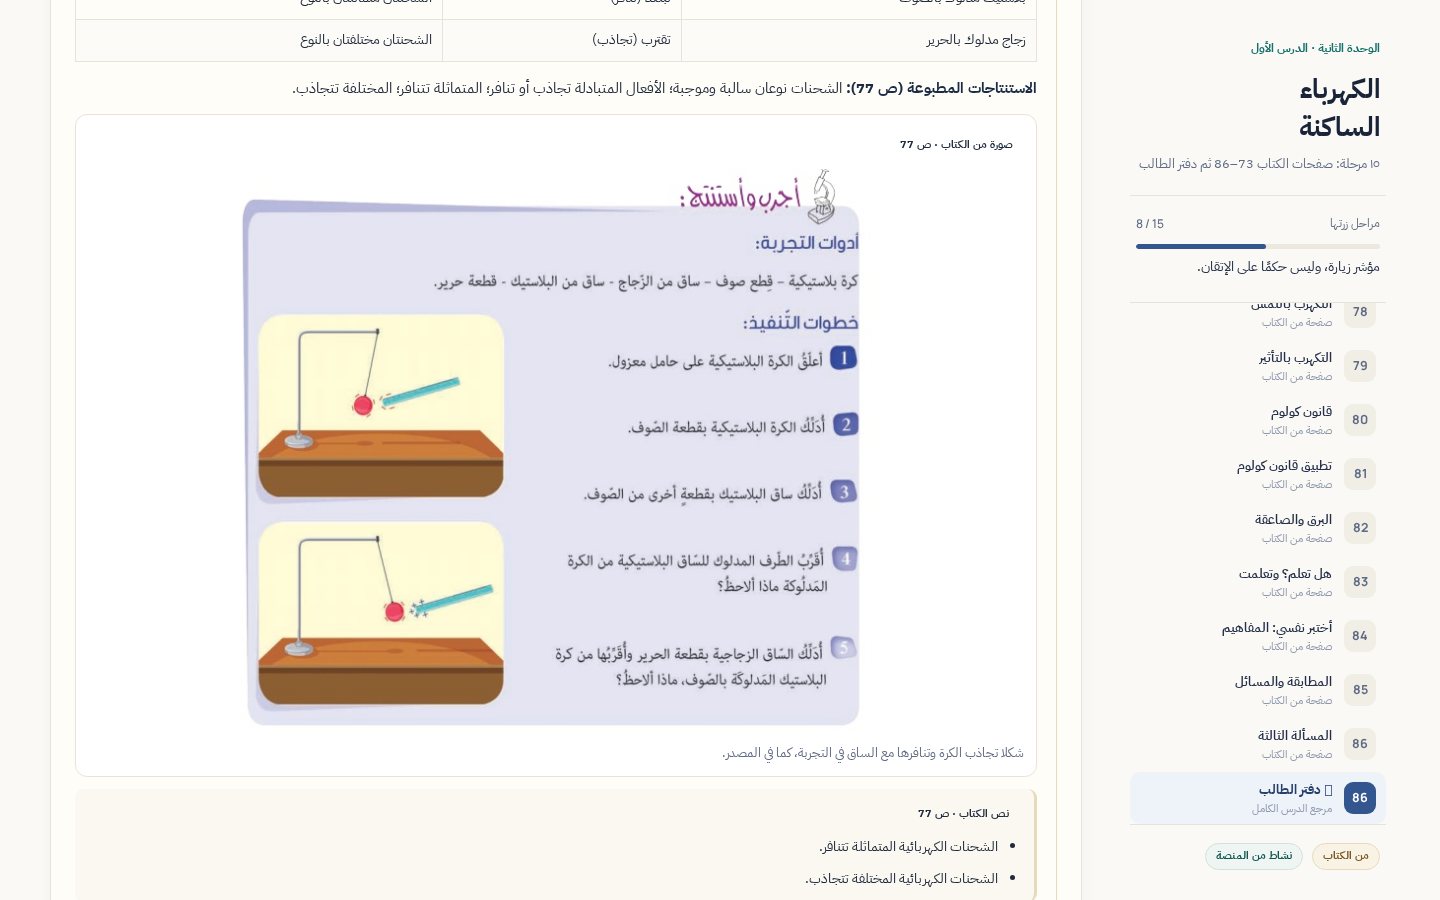 الوحدة الثانية · الدرس الأول
الكهرباء
الساكنة
١٥ مرحلة: صفحات الكتاب 73–86 ثم دفتر الطالب
مراحل زرتها
8 / 15
مؤشر زيارة، وليس حكمًا على الإتقان.
78
التكهرب باللمس
صفحة من الكتاب
79
التكهرب بالتأثير
صفحة من الكتاب
80
قانون كولوم
صفحة من الكتاب
81
تطبيق قانون كولوم
صفحة من الكتاب
82
البرق والصاعقة
صفحة من الكتاب
83
هل تعلم؟ وتعلمت
صفحة من الكتاب
84
أختبر نفسي: المفاهيم
صفحة من الكتاب
85
المطابقة والمسائل
صفحة من الكتاب
86
المسألة الثالثة
صفحة من الكتاب
86
دفتر الطالب
مرجع الدرس الكامل
من الكتاب
نشاط من المنصة
زجاج مدلوك بالحرير
تقترب (تجاذب)
الشحنتان مختلفتان بالنوع
الاستنتاجات المطبوعة (ص 77): الشحنات نوعان سالبة وموجبة؛ الأفعال المتبادلة تجاذب أو تنافر؛ المتماثلة تتنافر؛ المختلفة تتجاذب.
صورة من الكتاب · ص 77
أجرب وأستنتج:
أدوات التجربة:
كرة بلاستيكية – قِطع صوف – ساق من الزّجاج - ساق من البلاستيك - قطعة حرير.
خطوات التّنفيذ:
1 أعلّقُ الكرة البلاستيكية على حامل معزول.
2 أُدَلّكُ الكرة البلاستيكية بقطعة الصّوف.
3 أُدَلّكُ ساق البلاستيك بقطعةٍ أخرى من الصّوف.
4 أُقَرِّبُ الطّرف المدلوك للسّاق البلاستيكية من الكرة
المَدلُوكة ماذا ألاحظُ؟
5 أُدَلّكُ السّاق الزجاجية بقطعة الحرير وأُقَرِّبُها من كرة
البلاستيك المَدلوكَة بالصّوف، ماذا ألاحظُ؟
شكلا تجاذب الكرة وتنافرها مع الساق في التجربة، كما في المصدر.
نص الكتاب · ص 77
• الشحنات الكهربائية المتماثلة تتنافر.
• الشحنات الكهربائية المختلفة تتجاذب.